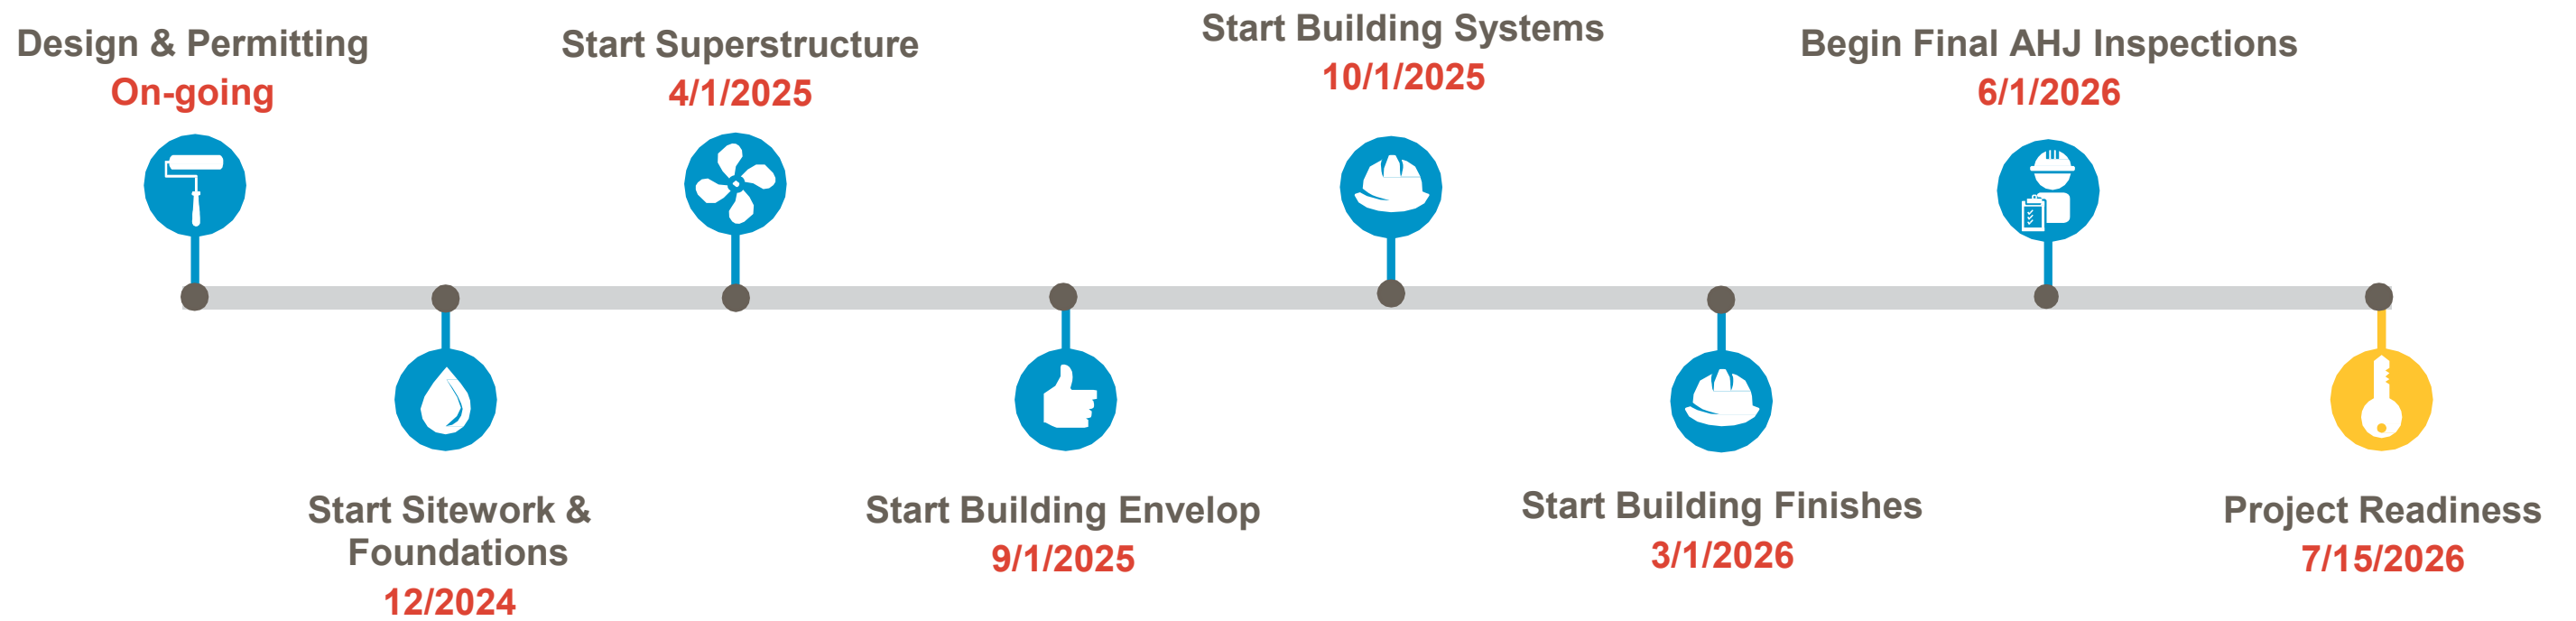 Design & Permitting
On-going
Start Sitework &
Foundations
12/2024
Start Superstructure
4/1/2025
Start Building Envelop
9/1/2025
Start Building Systems
10/1/2025
Start Building Finishes
3/1/2026
Begin Final AHJ Inspections
6/1/2026
Project Readiness
7/15/2026